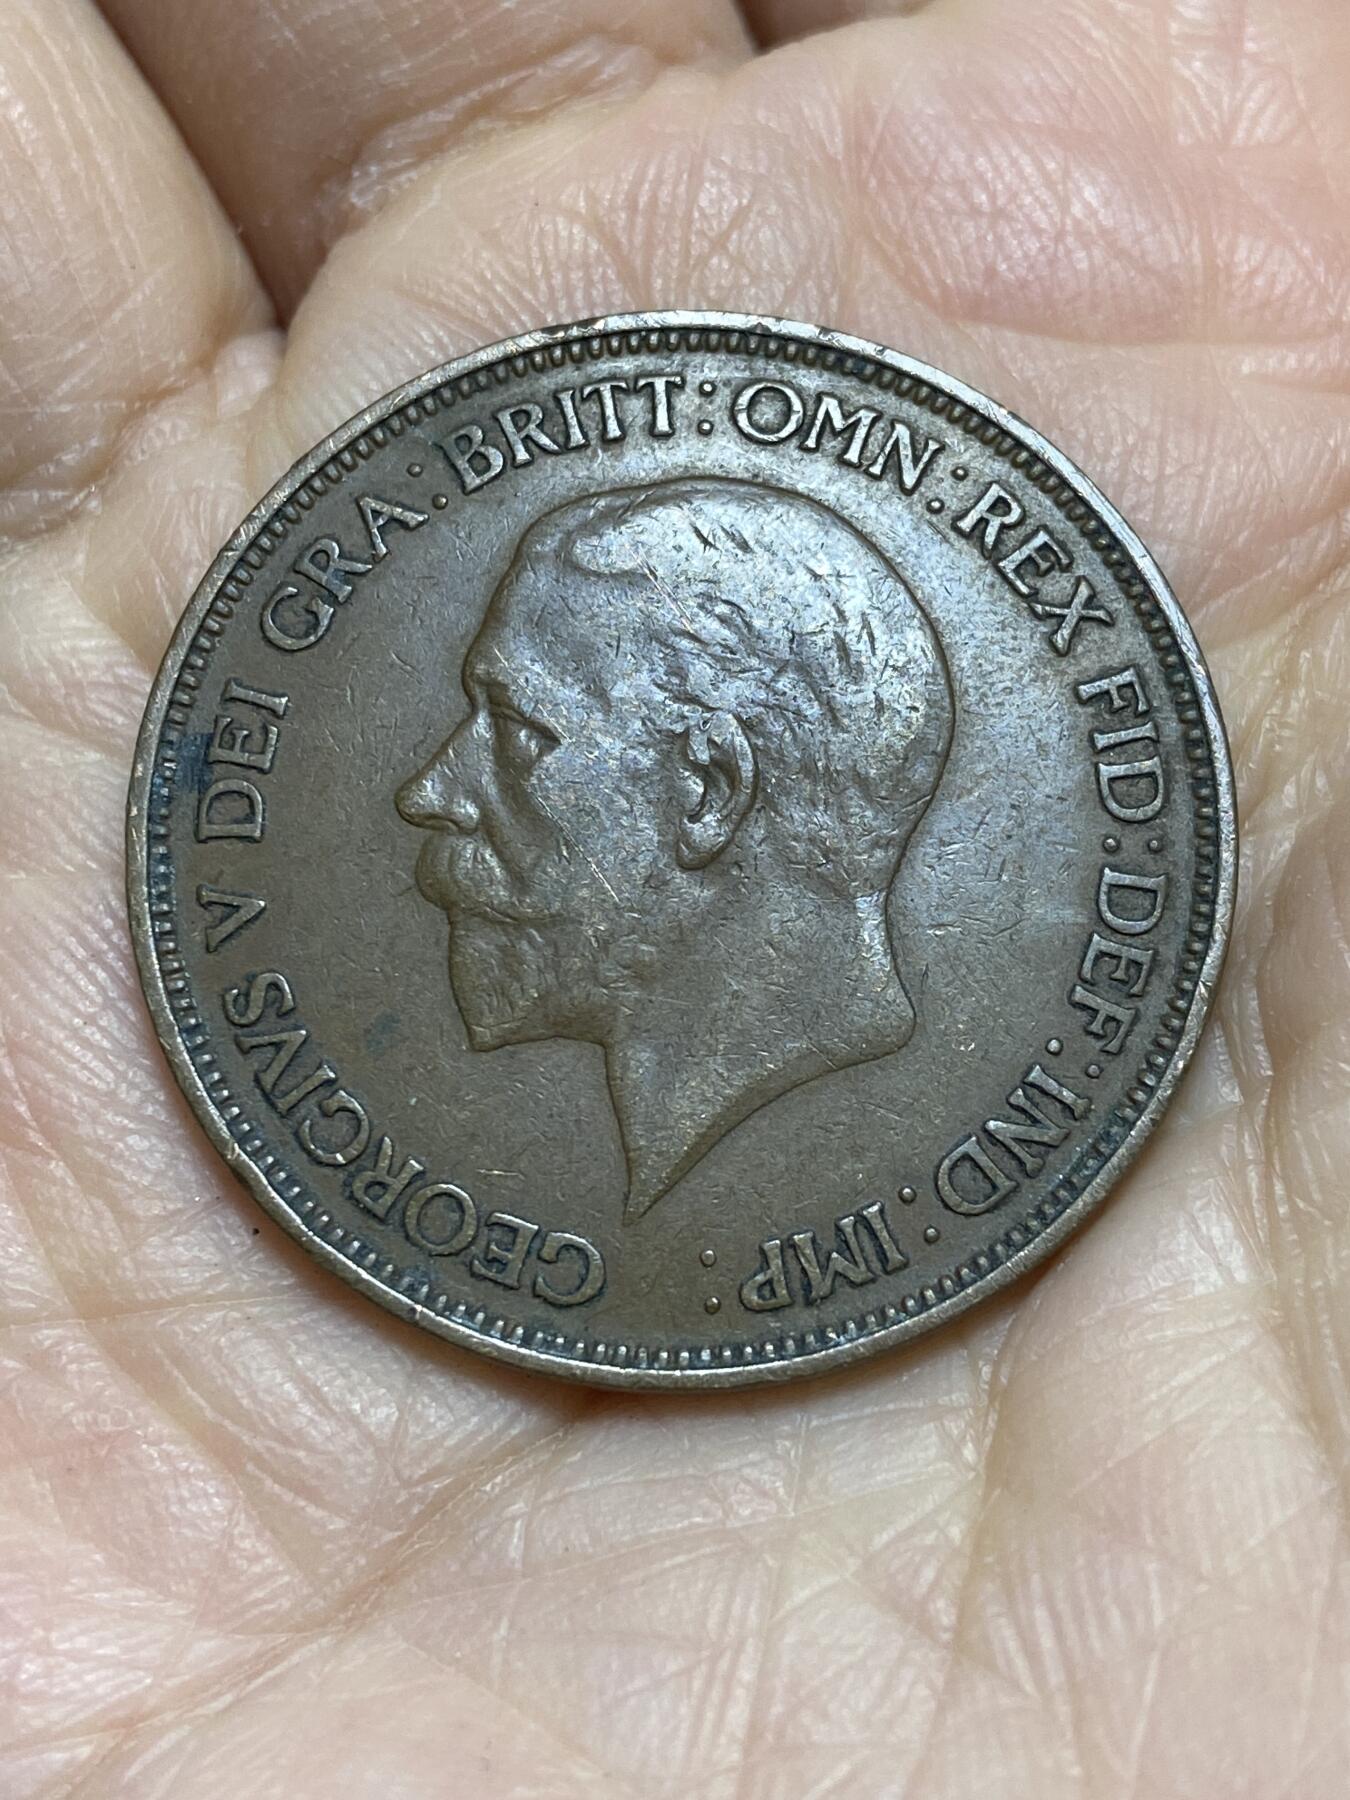 GEORGIVS V DEI GRA: BRITT: OMN: REX FID: DEF: IND: IMP: